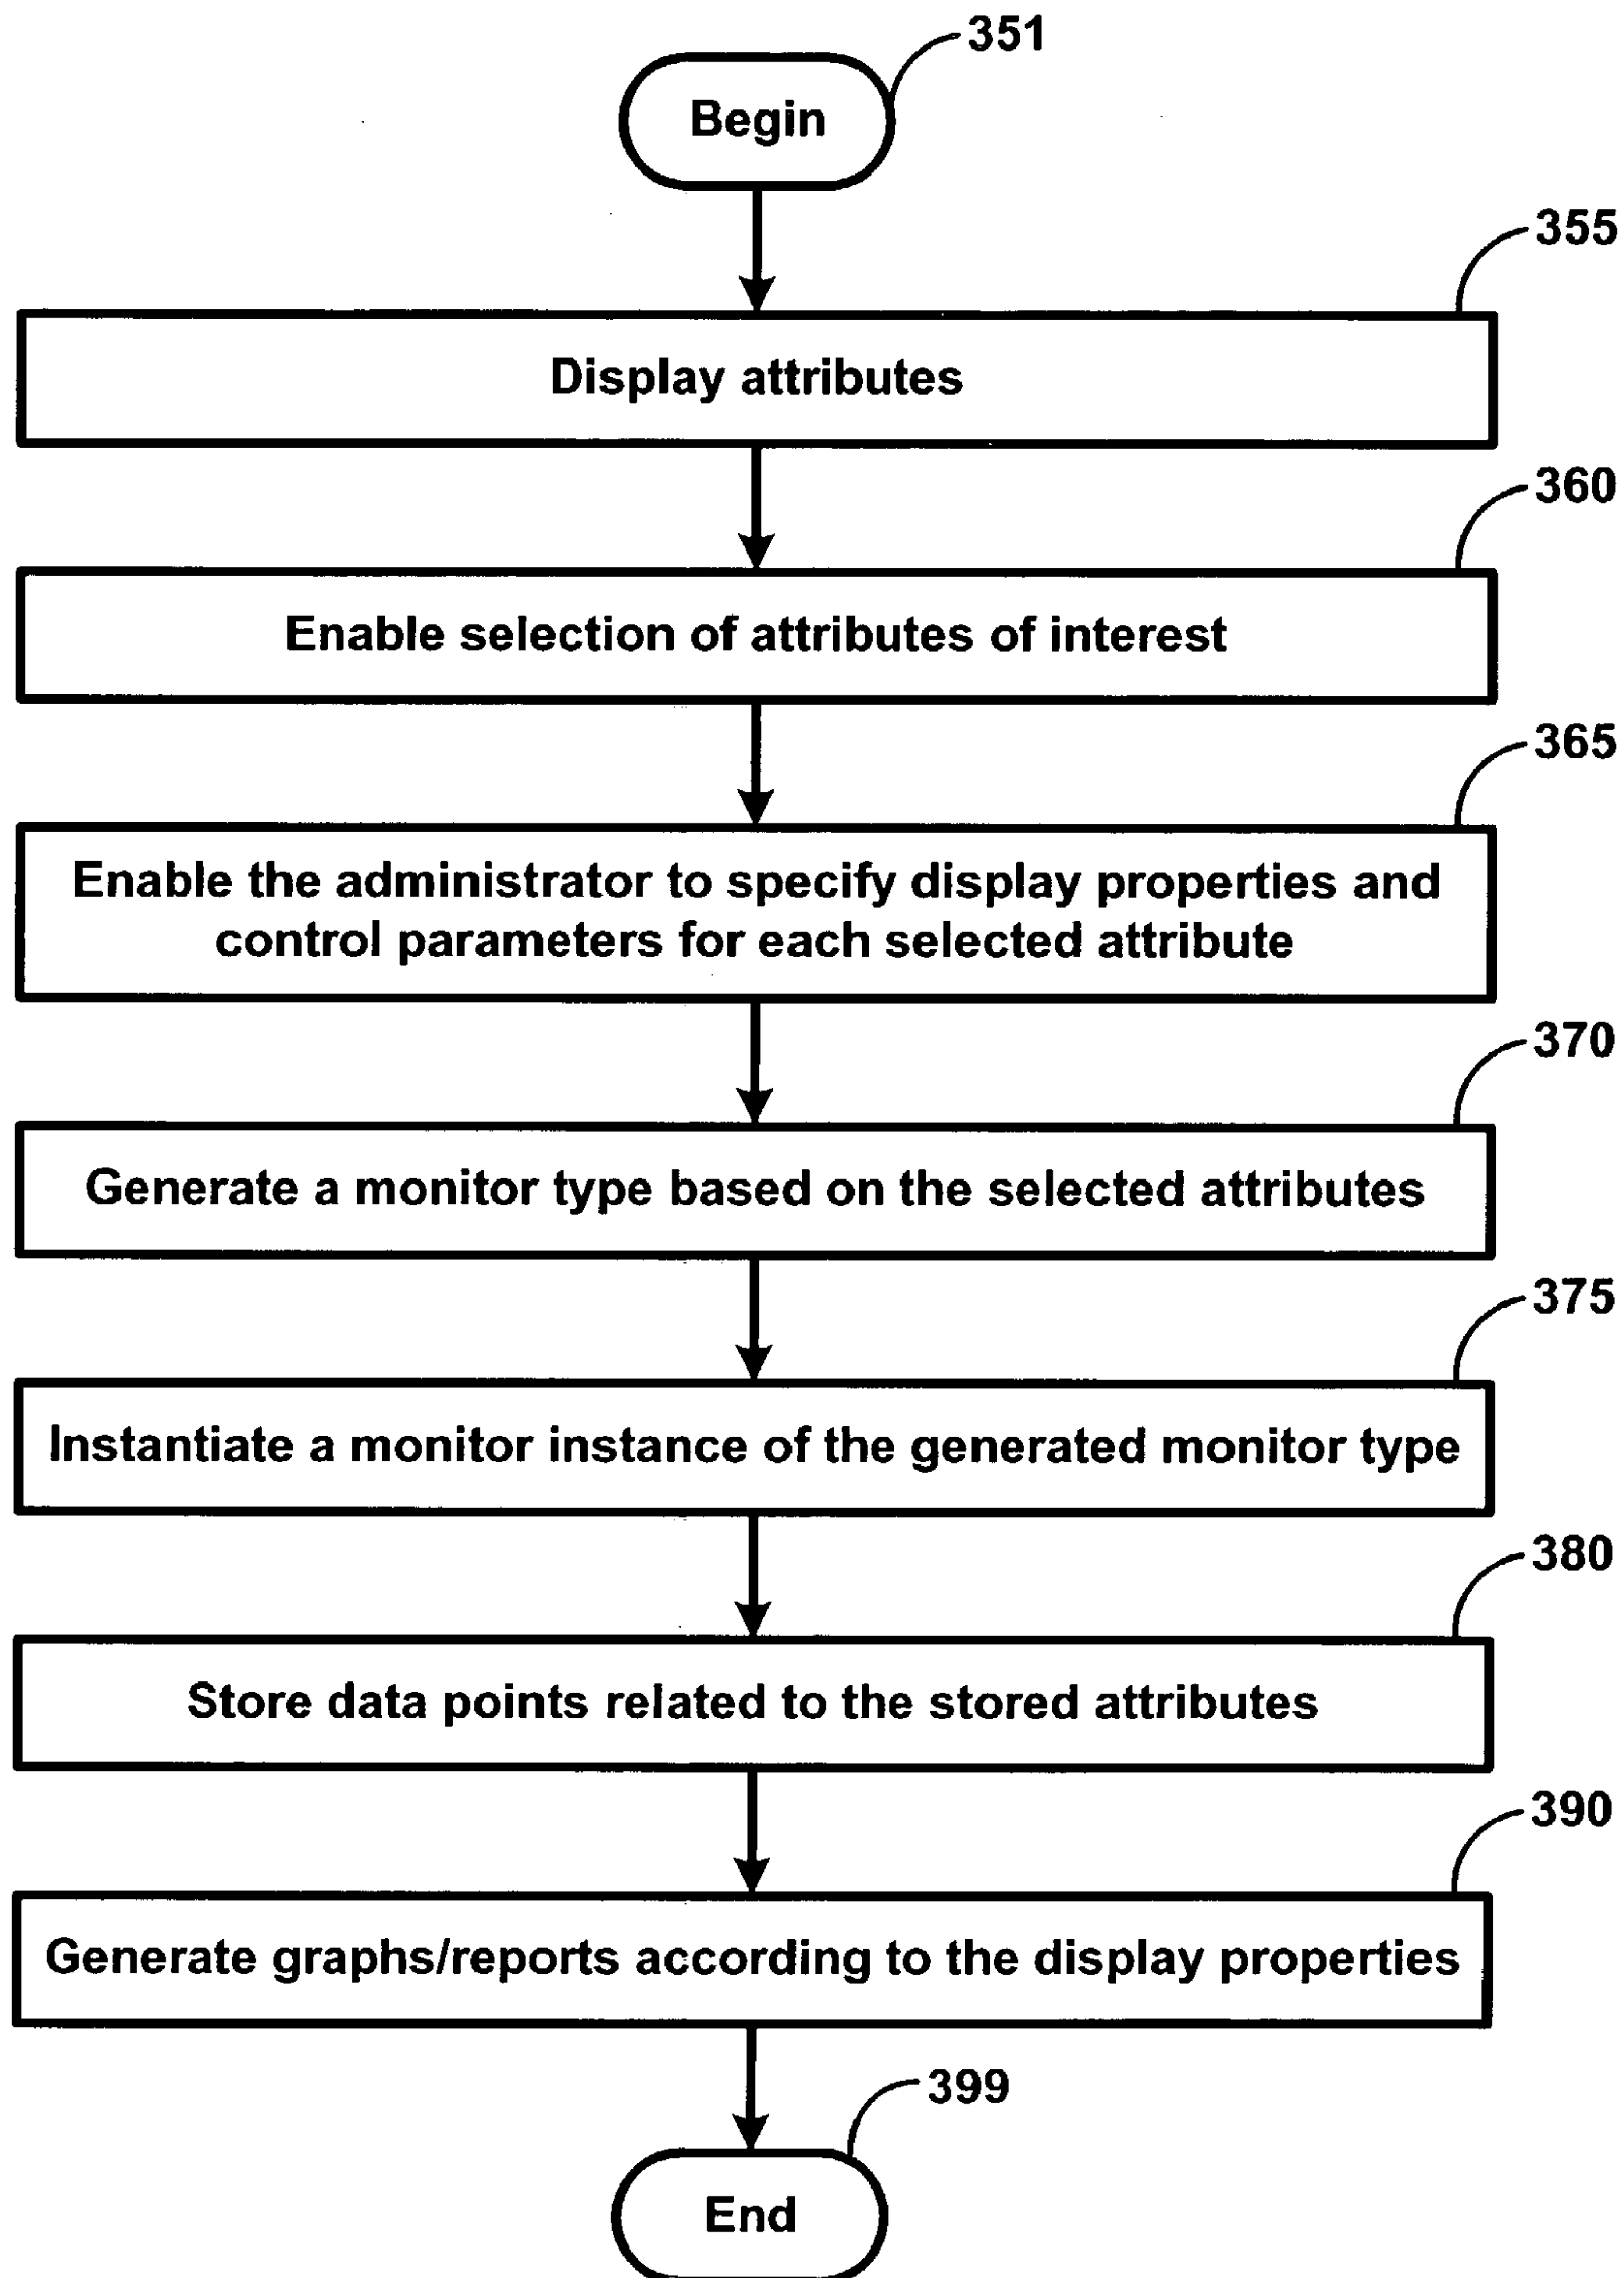 351
Begin
355
Display attributes
360
Enable selection of attributes of interest
365
Enable the administrator to specify display properties and
control parameters for each selected attribute
370
Generate a monitor type based on the selected attributes
375
Instantiate a monitor instance of the generated monitor type
380
Store data points related to the stored attributes
390
Generate graphs/reports according to the display properties
399
End